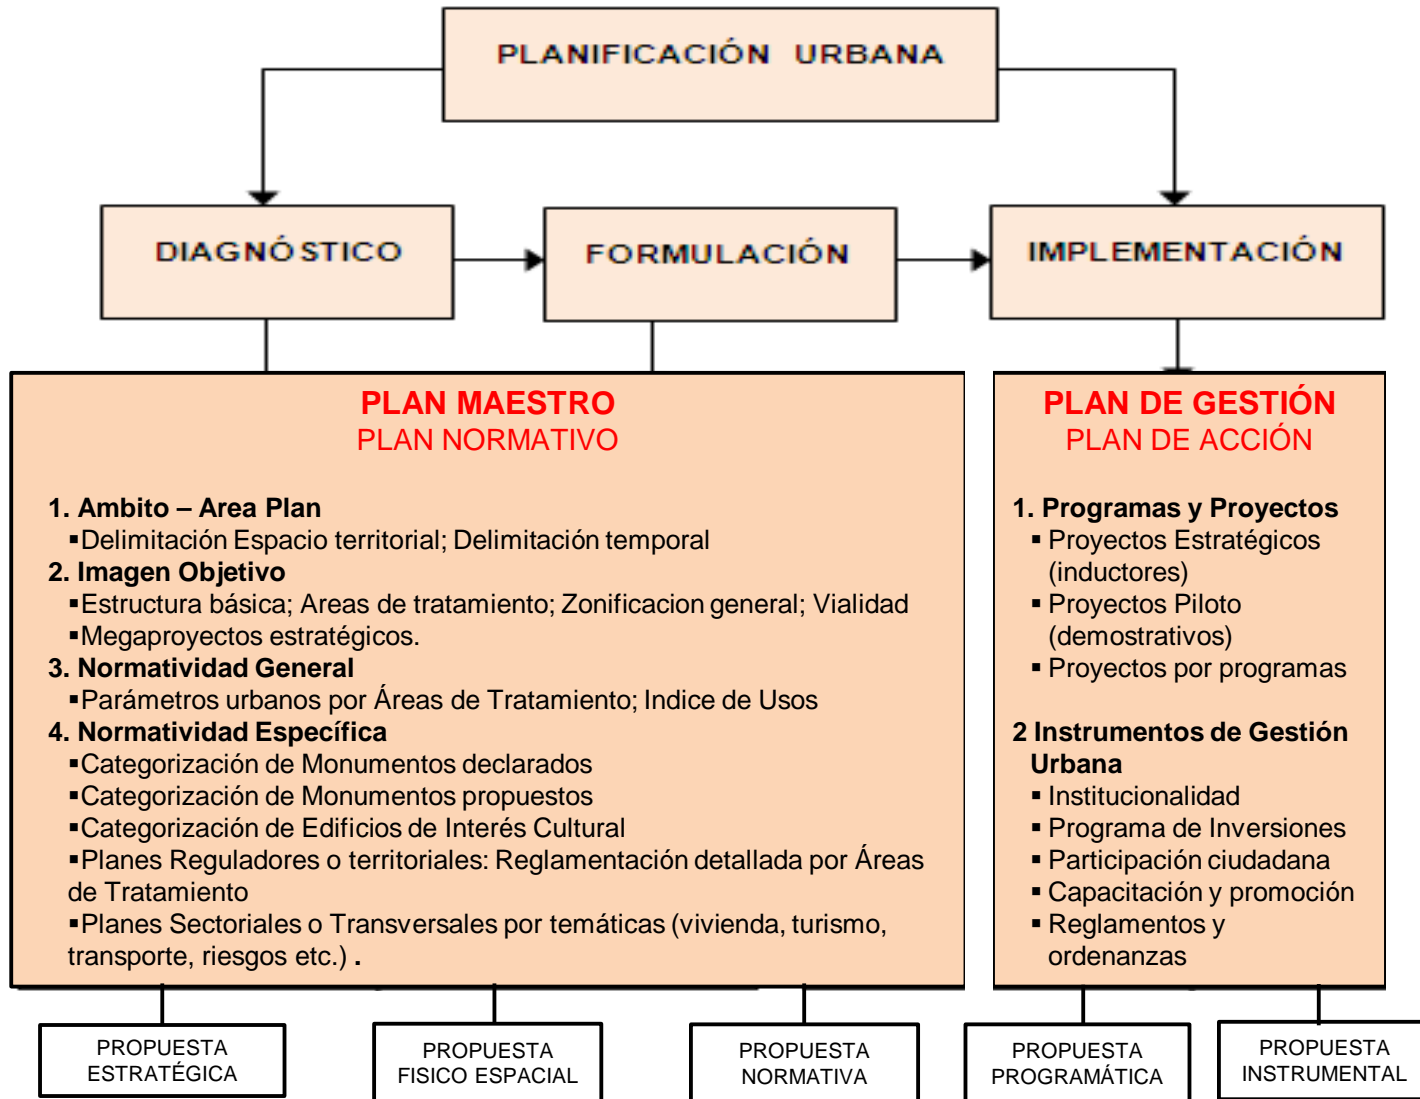 PLANIFICACIÓN URBANA
DIAGNÓSTICO
FORMULACIÓN
IMPLEMENTACIÓN
PLAN MAESTRO
PLAN NORMATIVO
1. Ambito – Area Plan
▪Delimitación Espacio territorial; Delimitación temporal
2. Imagen Objetivo
▪Estructura básica; Areas de tratamiento; Zonificacion general; Vialidad
▪Megaproyectos estratégicos.
3. Normatividad General
▪Parámetros urbanos por Áreas de Tratamiento; Indice de Usos
4. Normatividad Específica
▪Categorización de Monumentos declarados
▪Categorización de Monumentos propuestos
▪Categorización de Edificios de Interés Cultural
▪Planes Reguladores o territoriales: Reglamentación detallada por Áreas
de Tratamiento
▪Planes Sectoriales o Transversales por temáticas (vivienda, turismo,
transporte, riesgos etc.) .
PLAN DE GESTIÓN
PLAN DE ACCIÓN
1. Programas y Proyectos
▪ Proyectos Estratégicos
(inductores)
▪ Proyectos Piloto
(demostrativos)
▪ Proyectos por programas
2 Instrumentos de Gestión
Urbana
▪ Institucionalidad
▪ Programa de Inversiones
▪ Participación ciudadana
▪ Capacitación y promoción
▪ Reglamentos y
ordenanzas
PROPUESTA
ESTRATÉGICA
PROPUESTA
FISICO ESPACIAL
PROPUESTA
NORMATIVA
PROPUESTA
PROGRAMÁTICA
PROPUESTA
INSTRUMENTAL